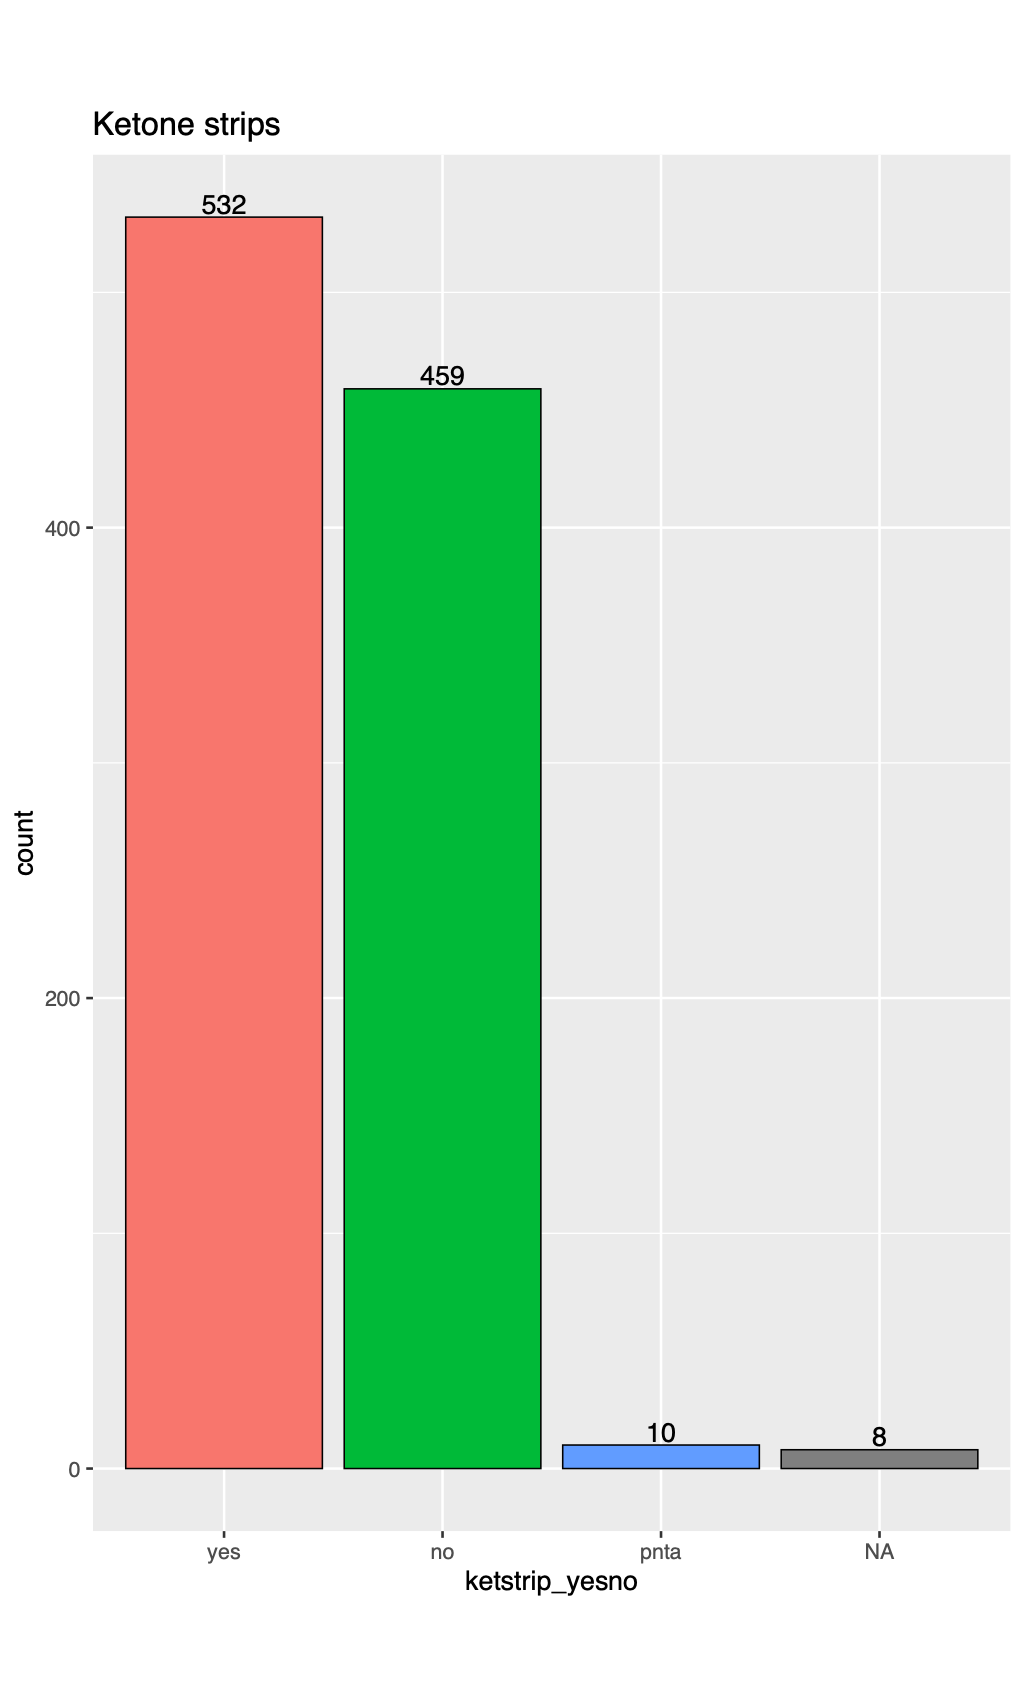 Ketone strips
532
459
10
8
400
200
0
count
yes no pnta NA
ketstrip_yesno